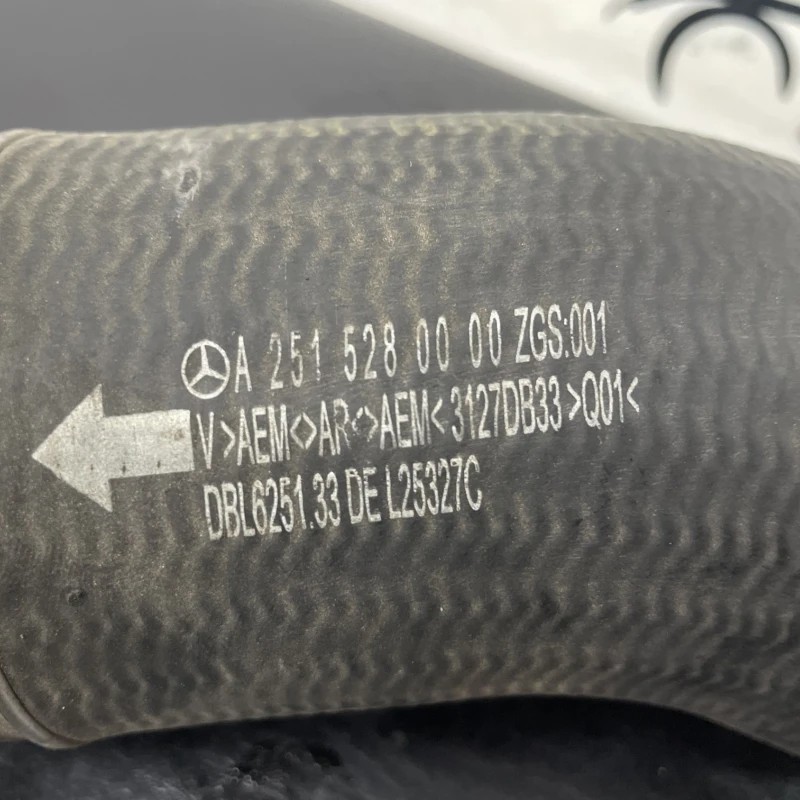 A 251 528 00 00 ZGS:001
V>AEM<>AR<>AEM<3127DB33>Q01<
DBL6251.33 DE L25327C